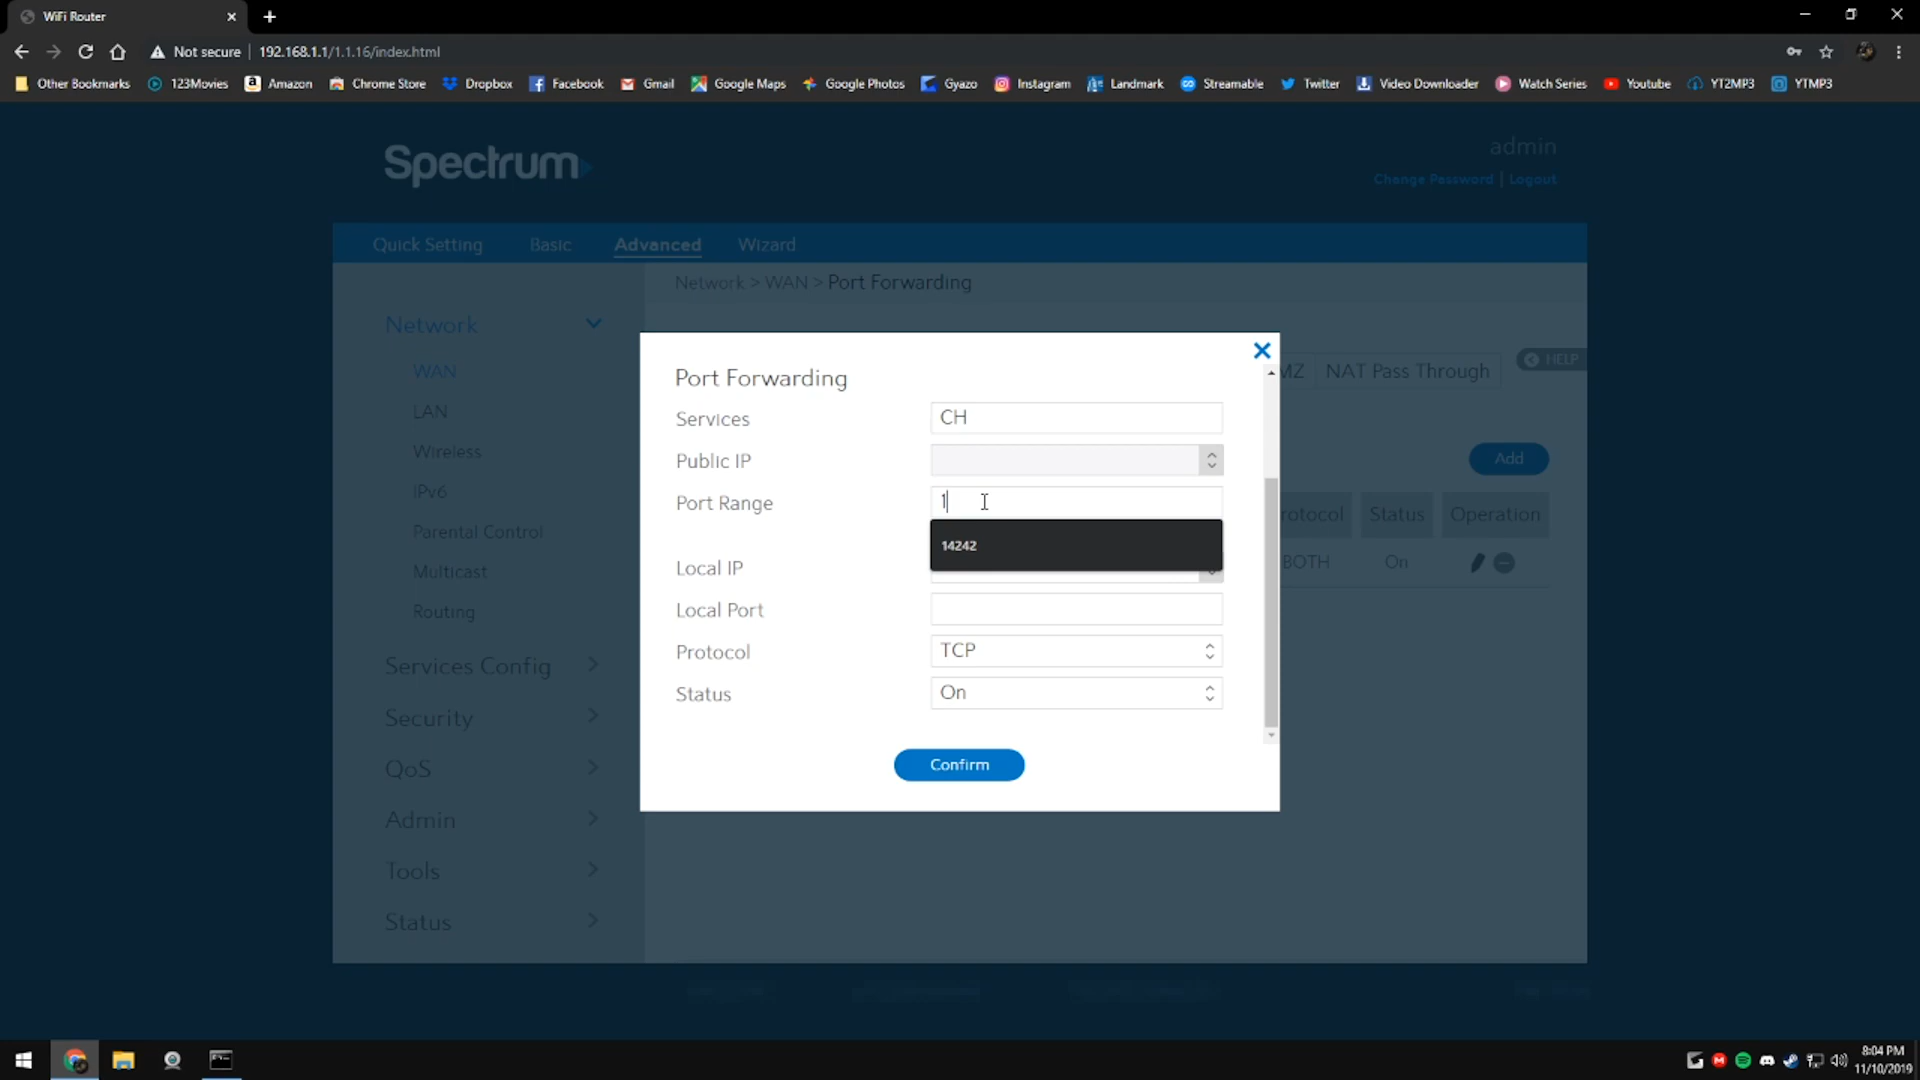 WiFi Router
Not secure 192.168.1.1/1.1.16/index.html
Other Bookmarks 123Movies Amazon Chrome Store Dropbox Facebook Gmail Google Maps Google Photos Gyazo Instagram Landmark Streamable Twitter Video Downloader Watch Series Youtube YT2MP3 YTMP3
Spectrum
admin
Change Password | Logout
Quick Setting Basic Advanced Wizard
Network > WAN > Port Forwarding
Network
WAN
LAN
Wireless
IPv6
Parental Control
Multicast
Routing
Services Config
Security
QoS
Admin
Tools
Status
MZ NAT Pass Through
HELP
Add
rotocol Status Operation
BOTH On
Port Forwarding
Services CH
Public IP
Port Range 1
14242
Local IP
Local Port
Protocol TCP
Status On
Confirm
8:04 PM
11/10/2019